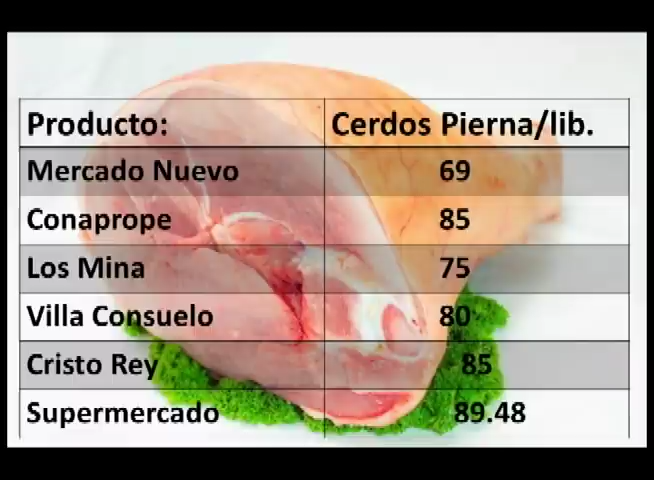 Producto: Cerdos Pierna/lib.
Mercado Nuevo 69
Conaprope 85
Los Mina 75
Villa Consuelo 80
Cristo Rey 85
Supermercado 89.48